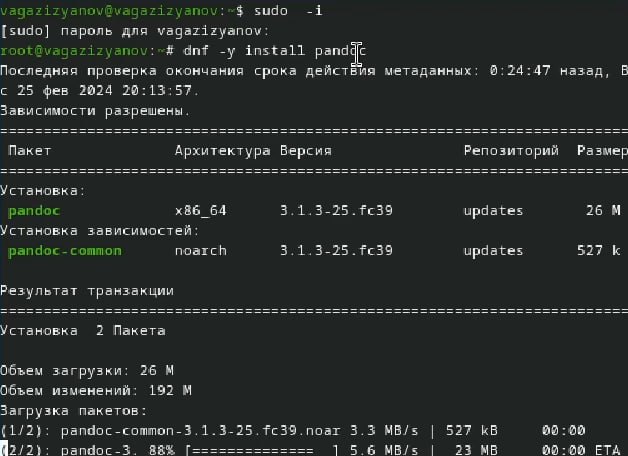 vagazizyanov@vagazizyanov:~$ sudo  -i
[sudo] пароль для vagazizyanov:
root@vagazizyanov:~# dnf -y install pandoc
Последняя проверка окончания срока действия метаданных: 0:24:47 назад, В
с 25 фев 2024 20:13:57.
Зависимости разрешены.
================================================================
Пакет Архитектура Версия Репозиторий Размер
================================================================
Установка:
pandoc x86_64 3.1.3-25.fc39 updates 26 M
Установка зависимостей:
pandoc-common noarch 3.1.3-25.fc39 updates 527 k
Результат транзакции
================================================================
Установка  2 Пакета
Объем загрузки: 26 M
Объем изменений: 192 M
Загрузка пакетов:
(1/2): pandoc-common-3.1.3-25.fc39.noar 3.3 MB/s | 527 kB     00:00
(2/2): pandoc-3. 88% [==============  ] 5.6 MB/s |  23 MB     00:00 ETA